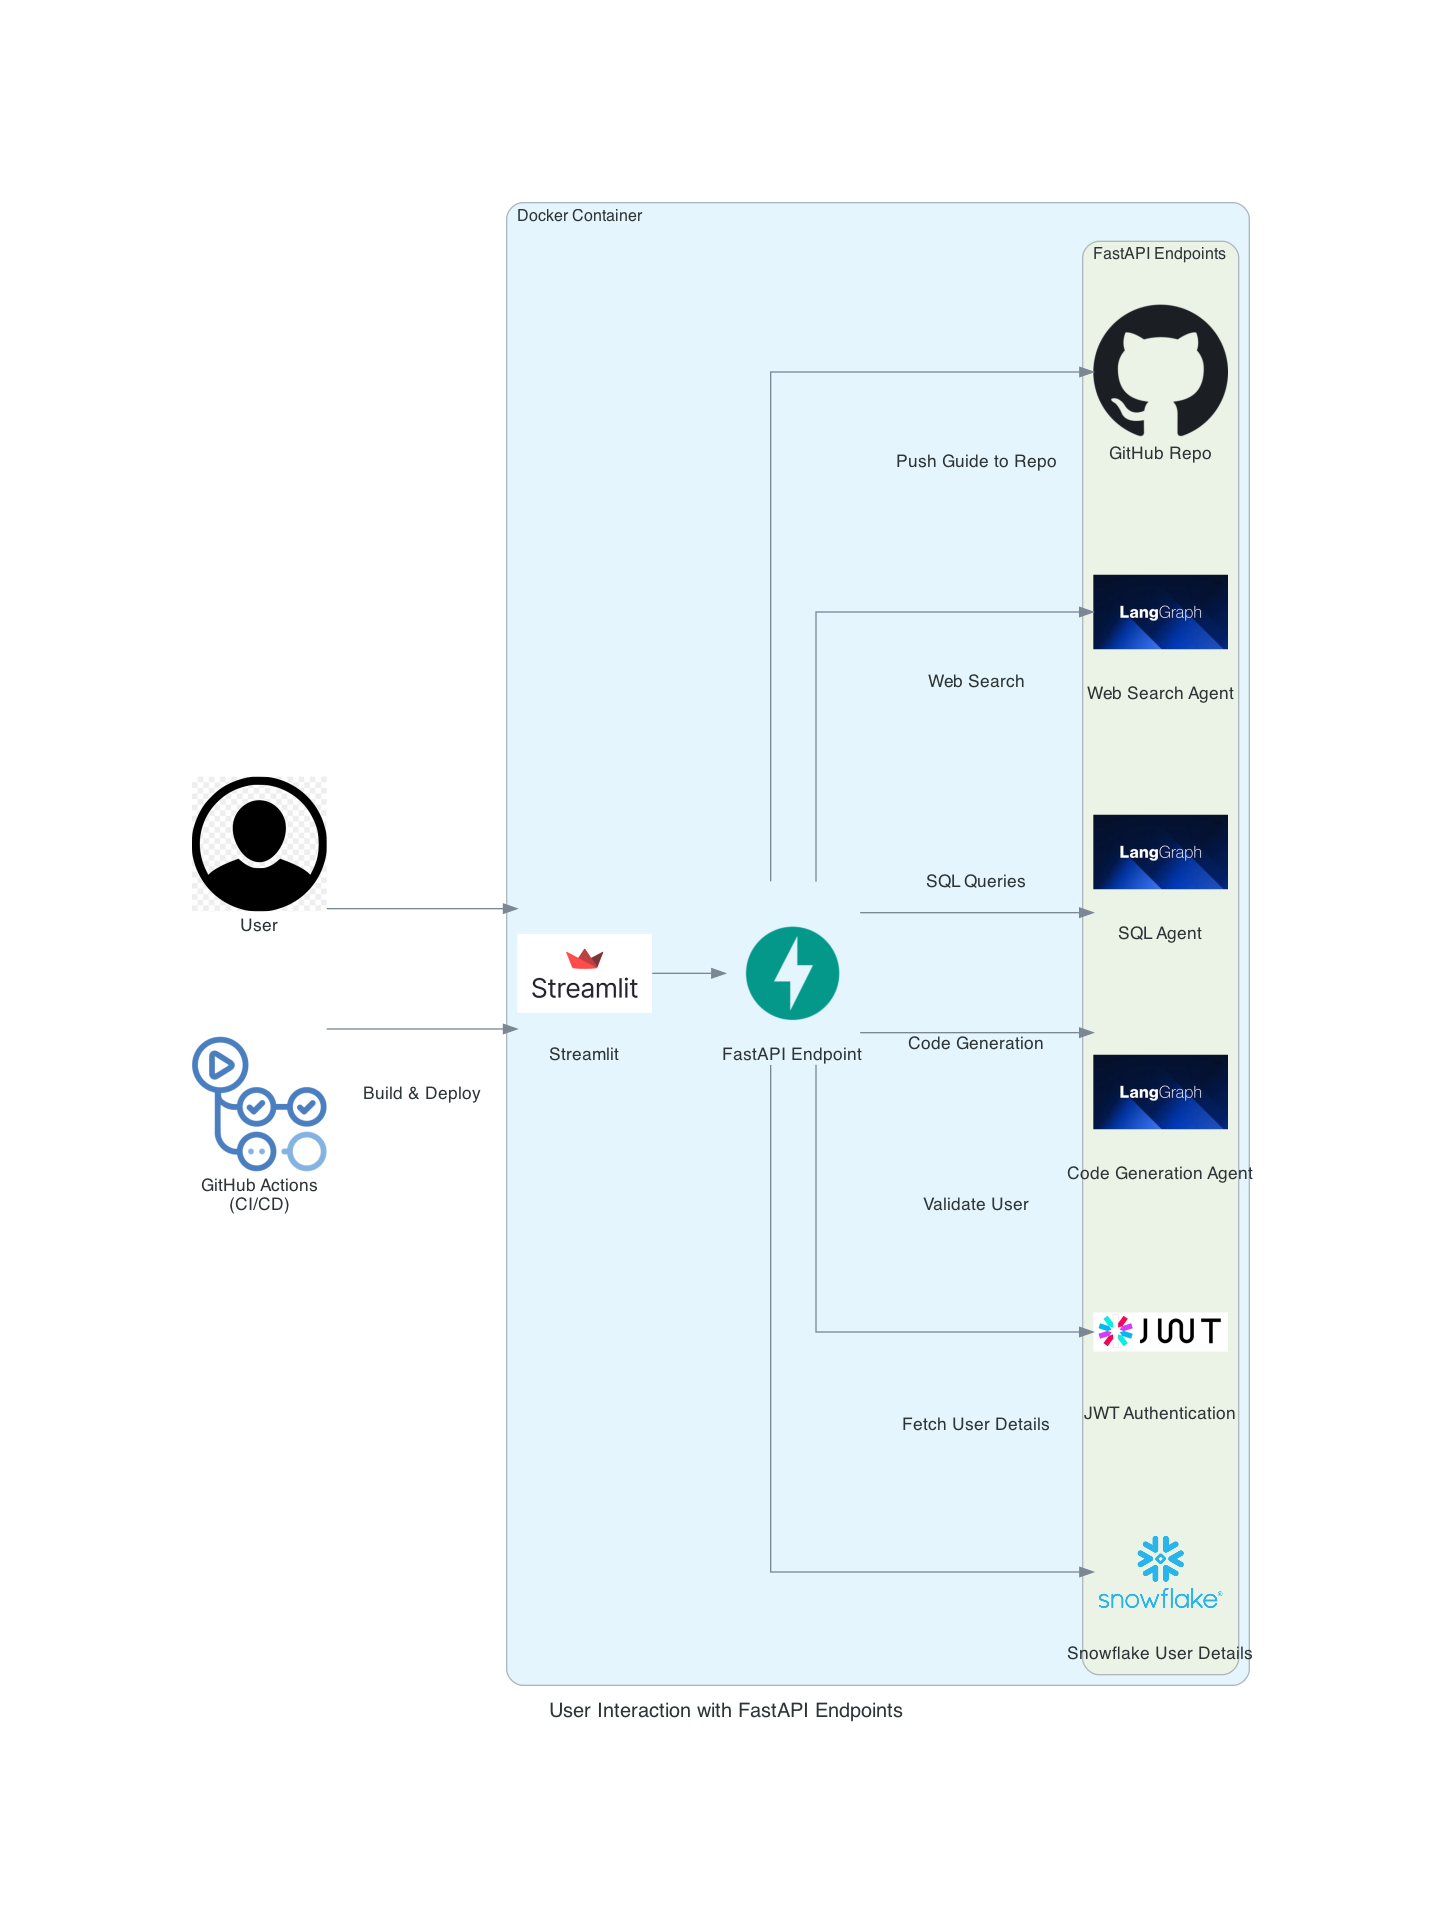 Docker Container
FastAPI Endpoints
GitHub Repo
Push Guide to Repo
LangGraph
Web Search
Web Search Agent
LangGraph
SQL Queries
User
SQL Agent
Streamlit
Streamlit
FastAPI Endpoint
Code Generation
LangGraph
Build & Deploy
Code Generation Agent
GitHub Actions
(CI/CD)
Validate User
JWT
JWT Authentication
Fetch User Details
snowflake®
Snowflake User Details
User Interaction with FastAPI Endpoints